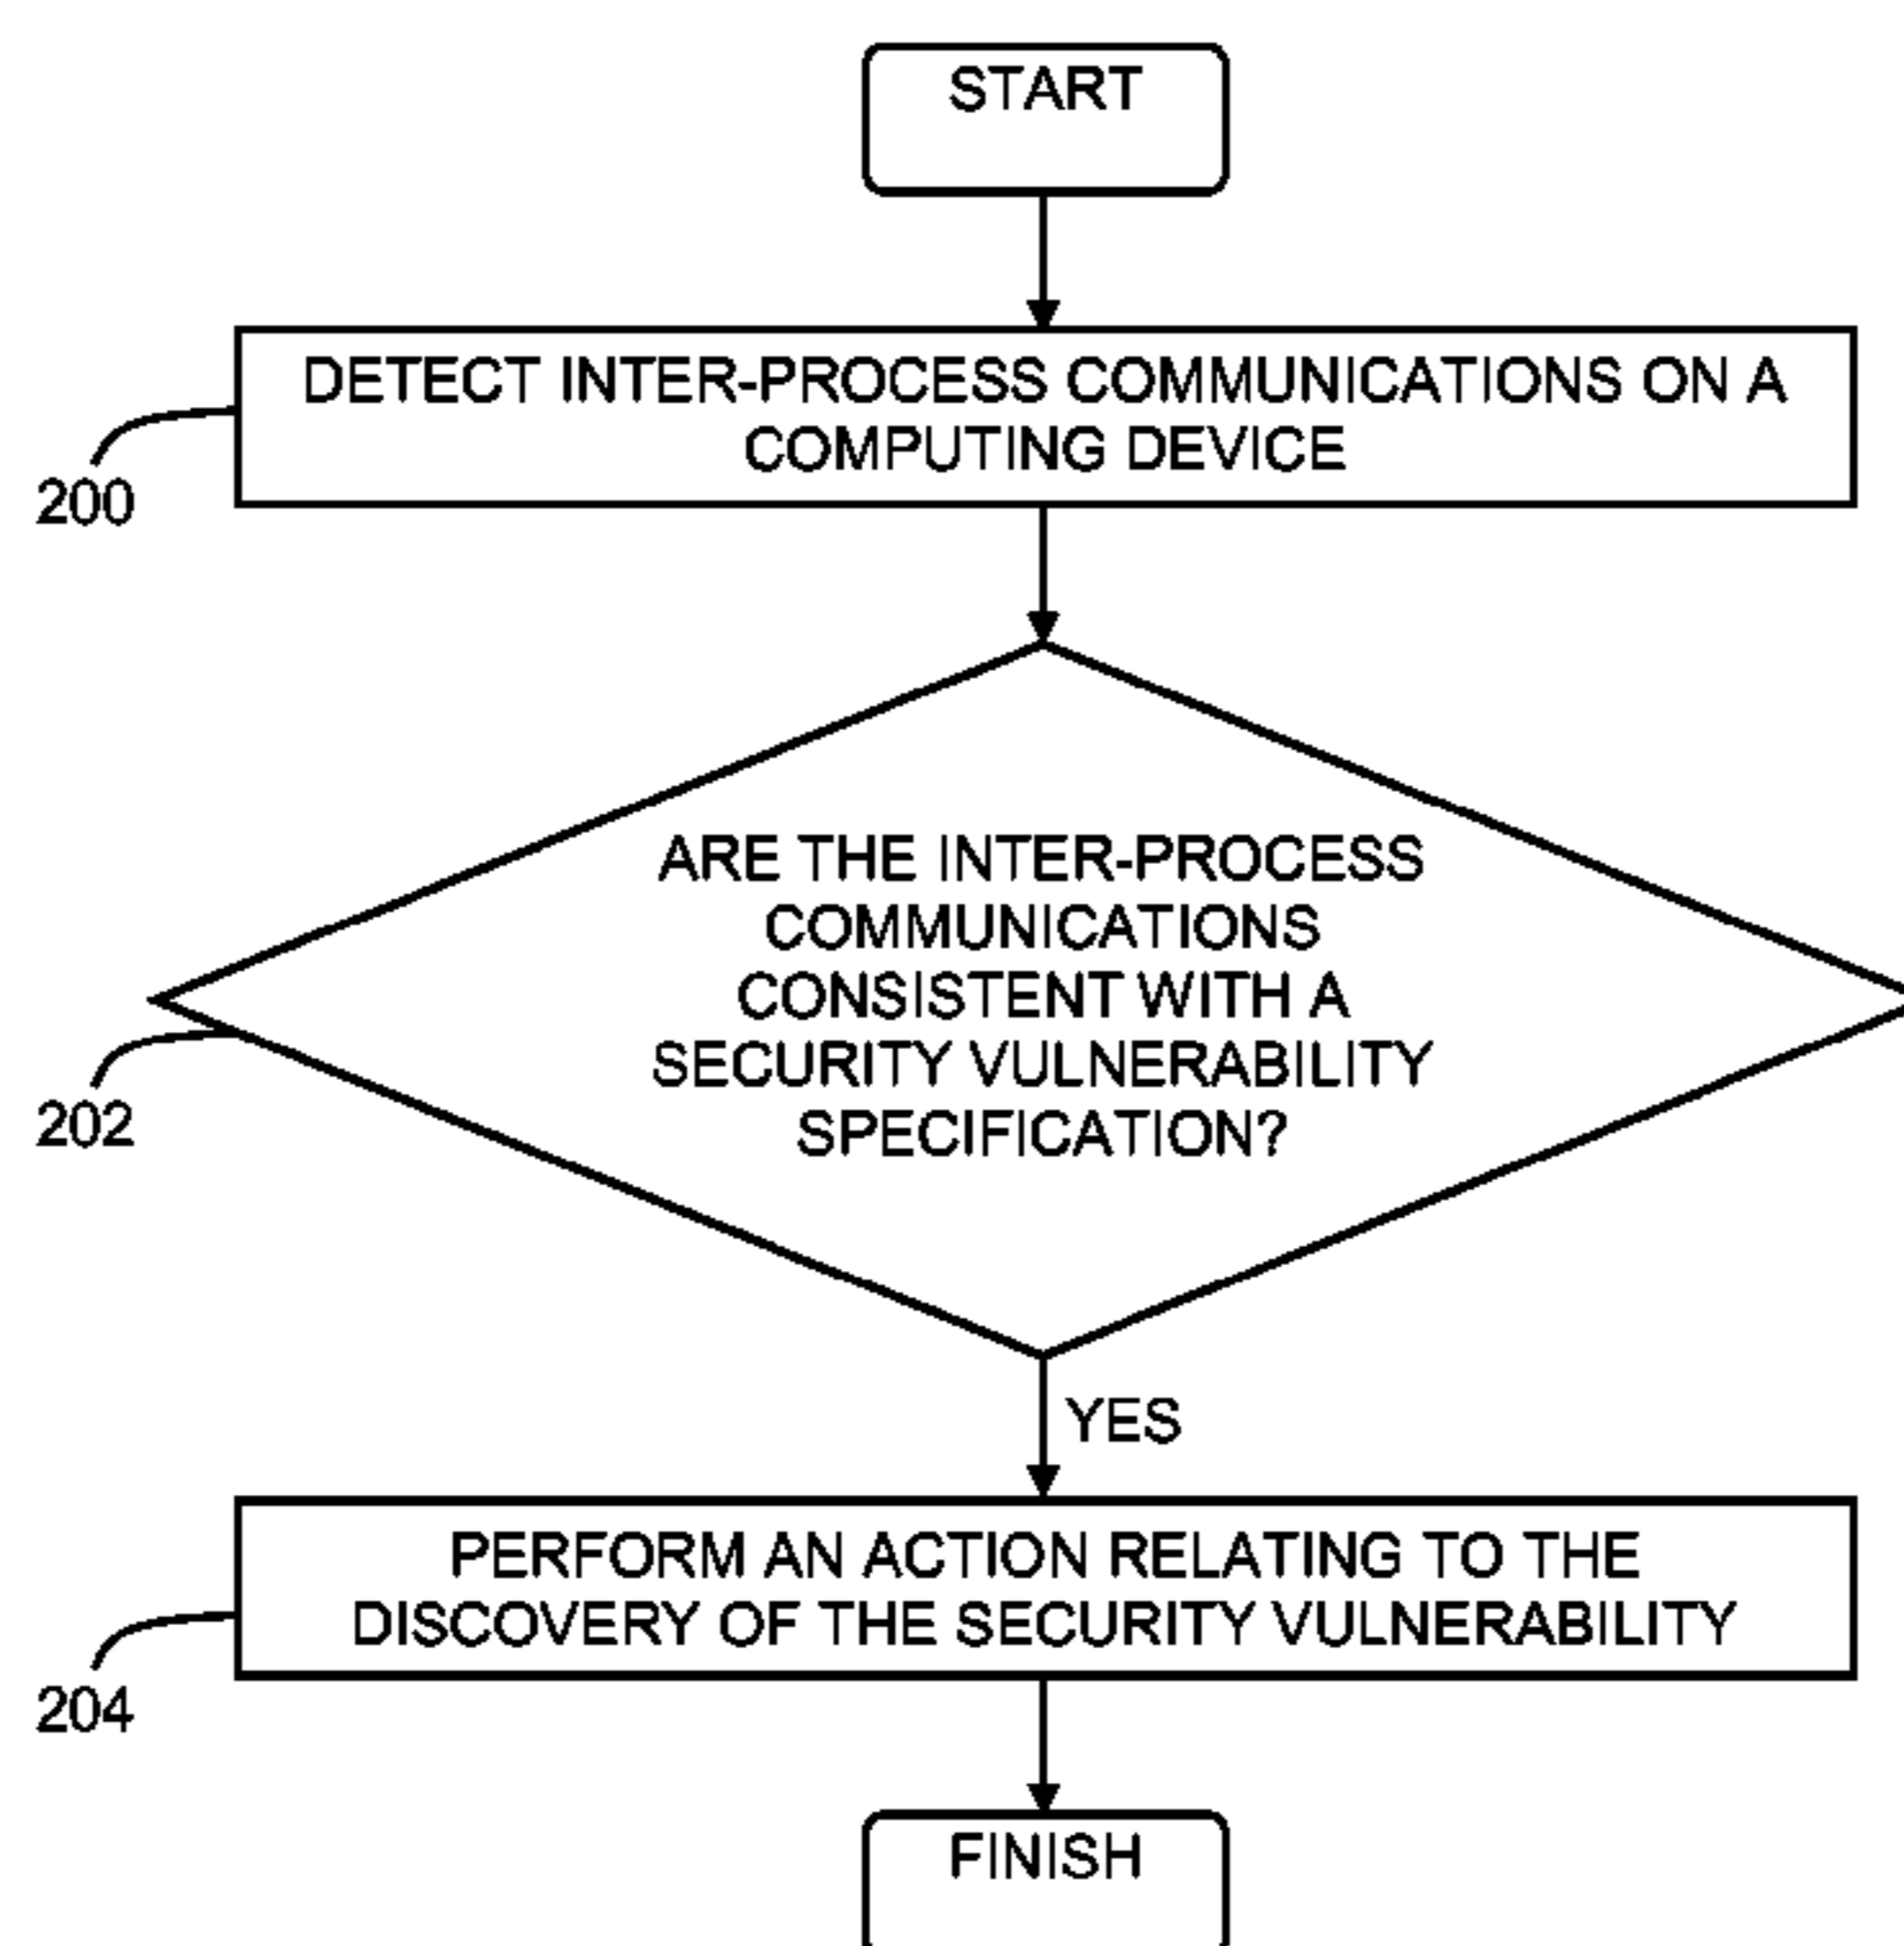 START
DETECT INTER-PROCESS COMMUNICATIONS ON A
COMPUTING DEVICE
200
ARE THE INTER-PROCESS
COMMUNICATIONS
CONSISTENT WITH A
SECURITY VULNERABILITY
SPECIFICATION?
202
YES
PERFORM AN ACTION RELATING TO THE
DISCOVERY OF THE SECURITY VULNERABILITY
204
FINISH